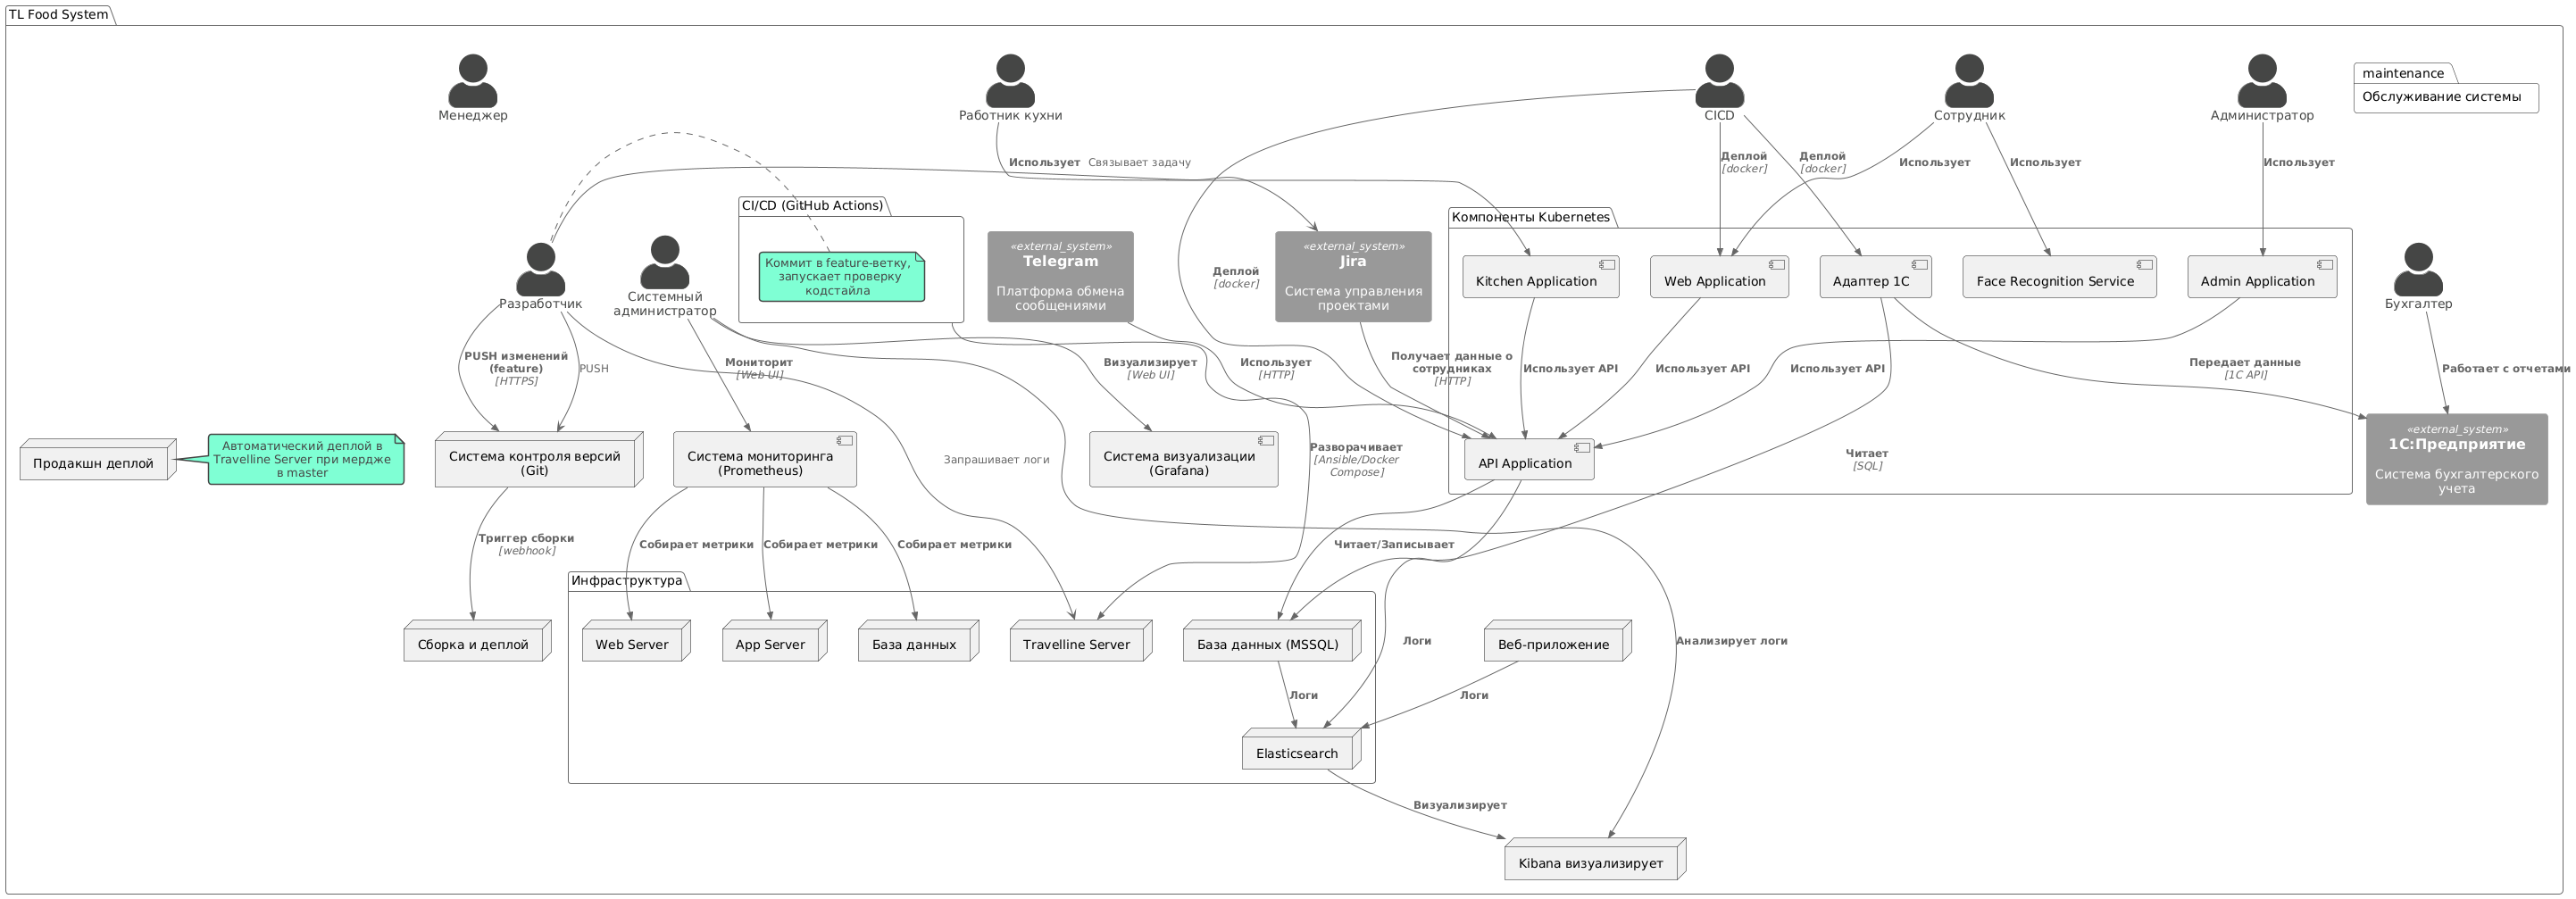 TL Food System
Менеджер
Работник кухни
CICD
Сотрудник
Администратор
maintenance
Обслуживание системы
Использует
Связывает задачу
Деплой
[docker]
Деплой
[docker]
Использует
Использует
Использует
CI/CD (GitHub Actions)
Коммит в feature-ветку,
запускает проверку
кодстайла
Разработчик
Системный
администратор
«external_system»
Telegram
Платформа обмена
сообщениями
Деплой
[docker]
«external_system»
Jira
Система управления
проектами
Компоненты Kubernetes
Kitchen Application
Web Application
Адаптер 1С
Face Recognition Service
Admin Application
Бухгалтер
PUSH изменений
(feature)
[HTTPS]
PUSH
Мониторит
[Web UI]
Визуализирует
[Web UI]
Использует
[HTTP]
Получает данные о
сотрудниках
[HTTP]
Использует API
Использует API
Использует API
Передает данные
[1C API]
Работает с отчетами
Продакшн деплой
Автоматический деплой в
Travelline Server при мердже
в master
Система контроля версий
(Git)
Система мониторинга
(Prometheus)
Запрашивает логи
Система визуализации
(Grafana)
Разворачивает
[Ansible/Docker
Compose]
API Application
Читает
[SQL]
«external_system»
1С:Предприятие
Система бухгалтерского
учета
Триггер сборки
[webhook]
Собирает метрики
Собирает метрики
Собирает метрики
Читает/Записывает
Инфраструктура
Сборка и деплой
Web Server
App Server
База данных
Travelline Server
База данных (MSSQL)
Логи
Веб-приложение
Анализирует логи
Логи
Логи
Elasticsearch
Визуализирует
Kibana визуализирует